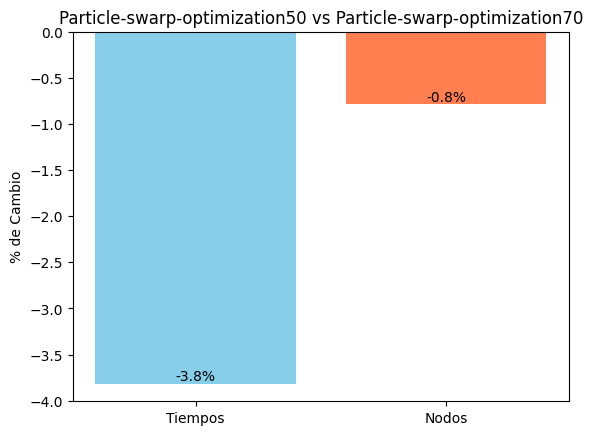 Particle-swarp-optimization50 vs Particle-swarp-optimization70
0.0
-0.8%
−0.5
−1.0
−1.5
% de Cambio
−2.0
−2.5
−3.0
−3.5
-3.8%
−4.0
Tiempos
Nodos